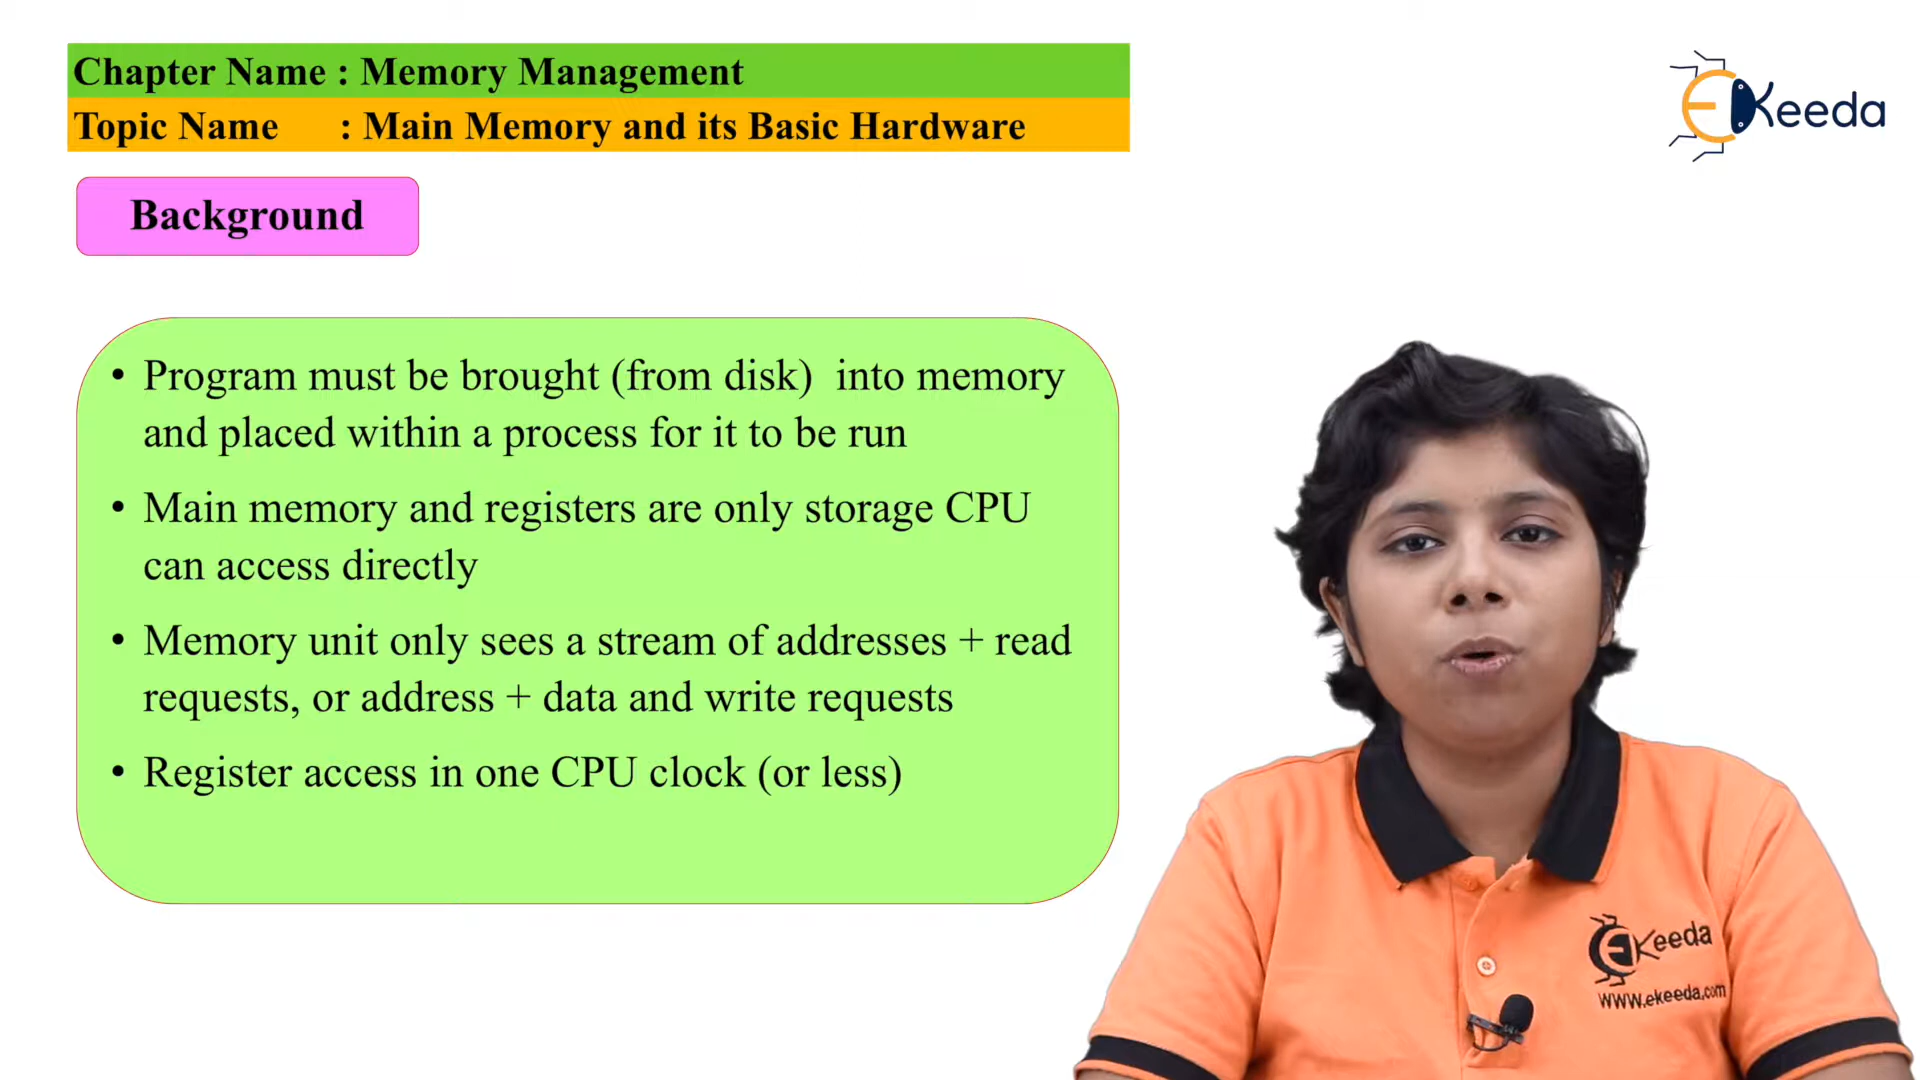 Chapter Name : Memory Management
Topic Name : Main Memory and its Basic Hardware
EKeeda
Background
• Program must be brought (from disk) into memory
and placed within a process for it to be run
• Main memory and registers are only storage CPU
can access directly
• Memory unit only sees a stream of addresses + read
requests, or address + data and write requests
• Register access in one CPU clock (or less)
EKeeda
www.ekeeda.com